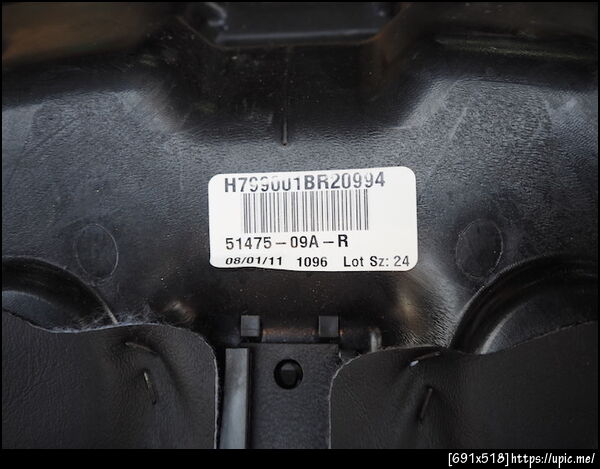 H799001BR20994
51475-09A-R
08/01/11 1096 Lot Sz: 24
[691x518]https://upic.me/